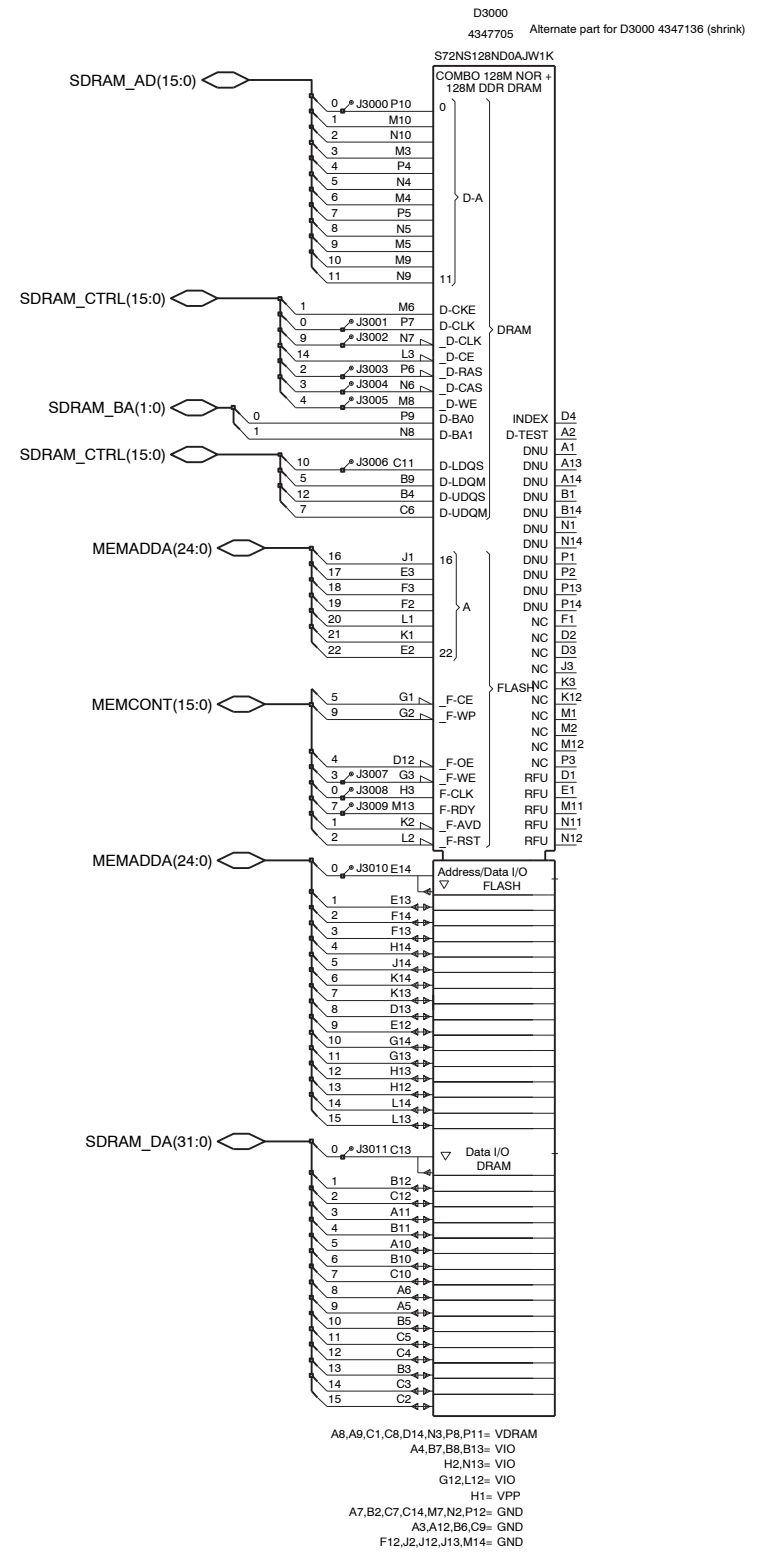 D3000
4347705
Alternate part for D3000 4347136 (shrink)
S72NS128ND0AJW1K
COMBO 128M NOR +
128M DDR DRAM
SDRAM_AD(15:0)
0 J3000 P10 0
1 M10
2 N10
3 M3
4 P4
5 N4
6 M4 D-A
7 P5
8 N5
9 M5
10 M9
11 N9 11
SDRAM_CTRL(15:0)
1 M6 D-CKE
0 J3001 P7 D-CLK
DRAM
9 J3002 N7 _D-CLK
14 L3 _D-CE
2 J3003 P6 _D-RAS
3 J3004 N6 _D-CAS
4 J3005 M8 _D-WE
SDRAM_BA(1:0)
0 P9 D-BA0
1 N8 D-BA1
SDRAM_CTRL(15:0)
10 J3006 C11 D-LDQS
5 B9 D-LDQM
12 B4 D-UDQS
7 C6 D-UDQM
INDEX D4
D-TEST A2
DNU A1
DNU A13
DNU A14
DNU B1
DNU B14
DNU N1
DNU N14
DNU P1
DNU P2
DNU P13
DNU P14
NC F1
NC D2
NC D3
NC J3
NC K3
NC K12
NC M1
NC M2
NC M12
NC P3
RFU D1
RFU E1
RFU M11
RFU N11
RFU N12
MEMADDA(24:0)
16 J1 16
17 E3
18 F3
19 F2 A
20 L1
21 K1
22 E2 22
MEMCONT(15:0)
FLASH
5 G1 _F-CE
9 G2 _F-WP
4 D12 _F-OE
3 J3007 G3 _F-WE
0 J3008 H3 F-CLK
7 J3009 M13 F-RDY
1 K2 _F-AVD
2 L2 _F-RST
MEMADDA(24:0)
0 J3010 E14 Address/Data I/O
FLASH
1 E13
2 F14
3 F13
4 H14
5 J14
6 K14
7 K13
8 D13
9 E12
10 G14
11 G13
12 H13
13 H12
14 L14
15 L13
SDRAM_DA(31:0)
0 J3011 C13 Data I/O
DRAM
1 B12
2 C12
3 A11
4 B11
5 A10
6 B10
7 C10
8 A6
9 A5
10 B5
11 C5
12 C4
13 B3
14 C3
15 C2
A8,A9,C1,C8,D14,N3,P8,P11= VDRAM
A4,B7,B8,B13= VIO
H2,N13= VIO
G12,L12= VIO
H1= VPP
A7,B2,C7,C14,M7,N2,P12= GND
A3,A12,B6,C9= GND
F12,J2,J12,J13,M14= GND